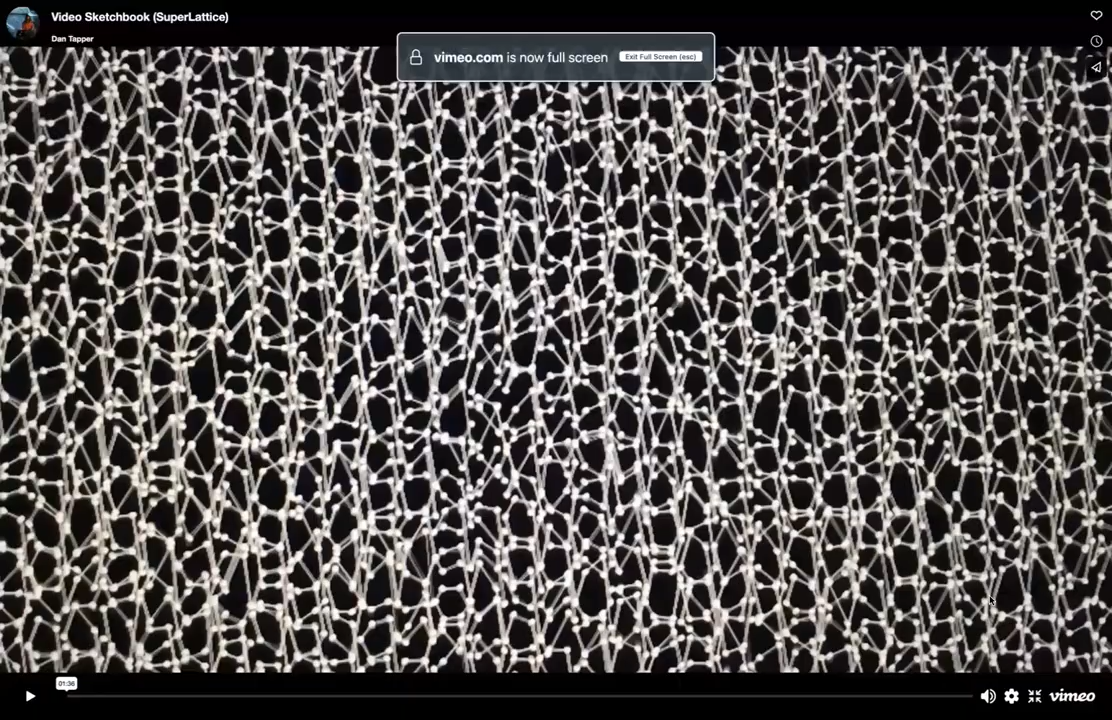 Video Sketchbook (SuperLattice)
Dan Tapper
vimeo.com is now full screen
Exit Full Screen (esc)
01:36
vimeo